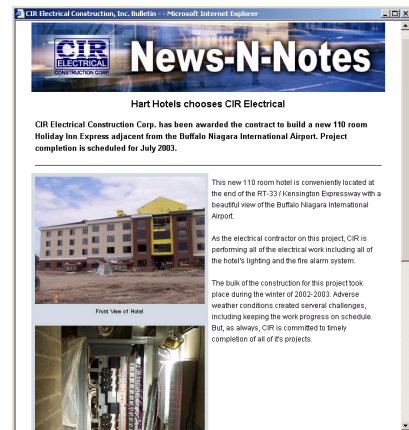 CIR Electrical Construction, Inc. Bulletin - - Microsoft Internet Explorer
CIR
ELECTRICAL
CONSTRUCTION CORP.
News-N-Notes
Hart Hotels chooses CIR Electrical
CIR Electrical Construction Corp. has been awarded the contract to build a new 110 room
Holiday Inn Express adjacent from the Buffalo Niagara International Airport. Project
completion is scheduled for July 2003.
This new 110 room hotel is conveniently located at
the end of the RT-33 / Kensington Expressway with a
beautiful view of the Buffalo Niagara International
Airport.
As the electrical contractor on this project, CIR is
performing all of the electrical work including all of
the hotel's lighting and the fire alarm system.
The bulk of the construction for this project took
place during the winter of 2002-2003. Adverse
weather conditions created serveral challenges,
including keeping the work progress on schedule.
But, as always, CIR is committed to timely
completion of all of it's projects.
Front View of Hotel